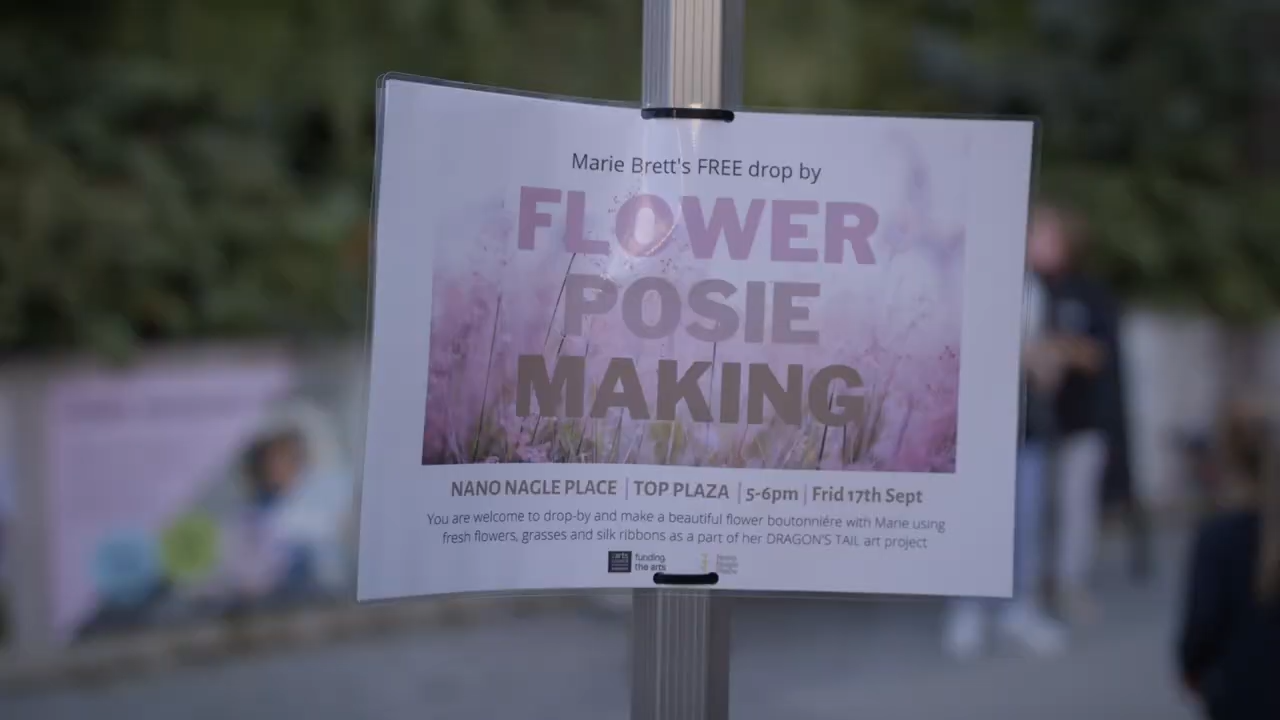 Marie Brett's FREE drop by
FLOWER
POSIE
MAKING
NANO NAGLE PLACE | TOP PLAZA | 5-6pm | Frid 17th Sept
You are welcome to drop-by and make a beautiful flower boutonniére with Marie using
fresh flowers, grasses and silk ribbons as a part of her DRAGON'S TAIL art project
arts
funding
the arts